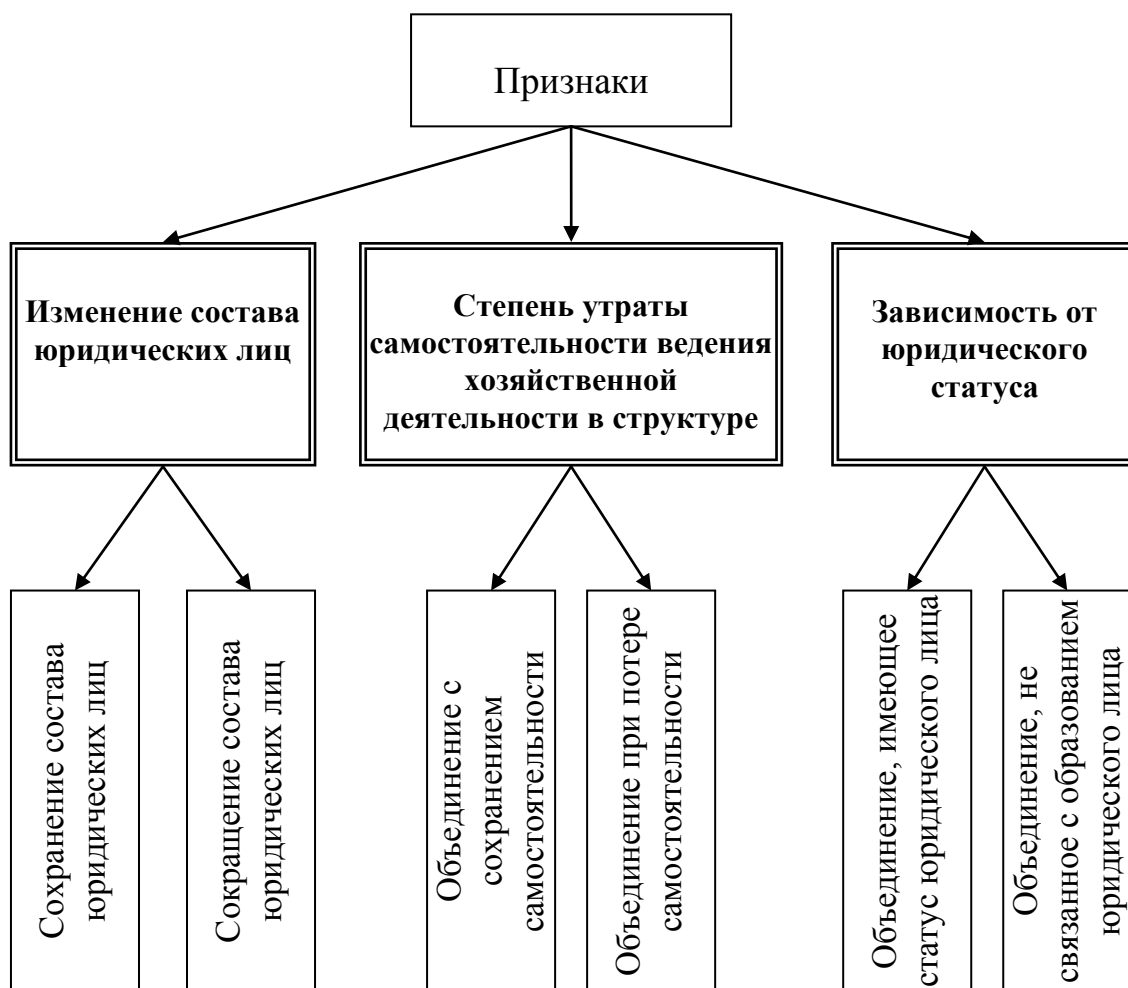 Признаки
Изменение состава
юридических лиц
Степень утраты
самостоятельности ведения
хозяйственной
деятельности в структуре
Зависимость от
юридического
статуса
Сохранение состава
юридических лиц
Сокращение состава
юридических лиц
Объединение с
сохранением
самостоятельности
Объединение при потере
самостоятельности
Объединение, имеющее
статус юридического лица
Объединение, не
связанное с образованием
юридического лица